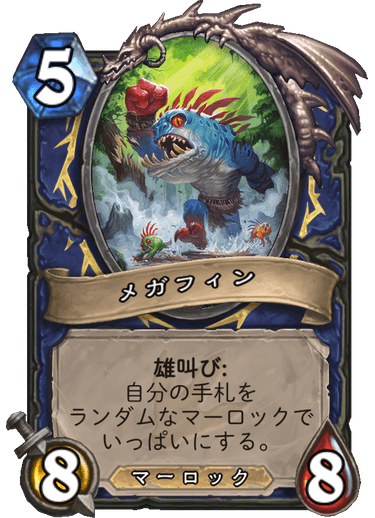 5
メガフィン
雄叫び:
自分の手札を
ランダムなマーロックで
いっぱいにする。
マーロック
8
8